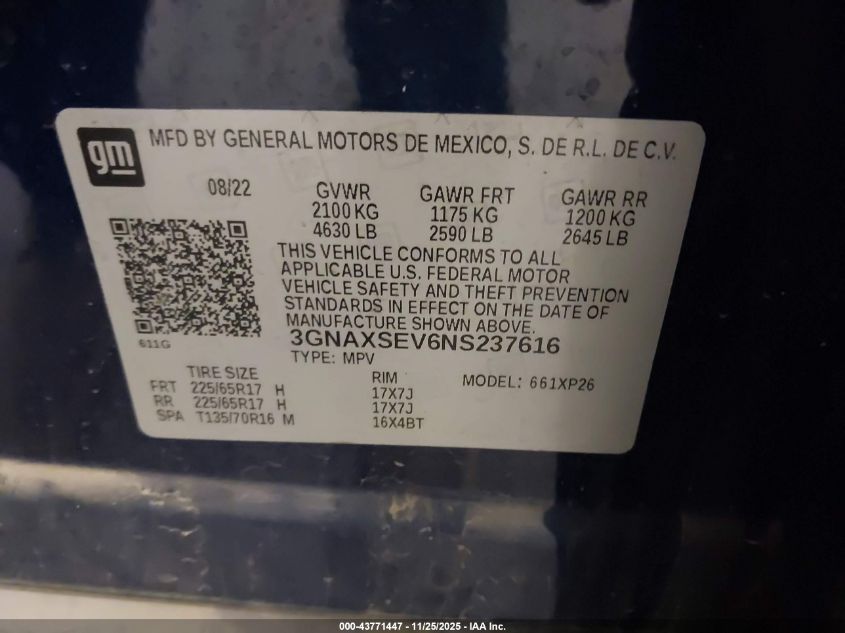 gm
MFD BY GENERAL MOTORS DE MEXICO, S. DE R.L. DE C.V.
08/22 GVWR GAWR FRT GAWR RR
2100 KG 1175 KG 1200 KG
4630 LB 2590 LB 2645 LB
THIS VEHICLE CONFORMS TO ALL
APPLICABLE U.S. FEDERAL MOTOR
VEHICLE SAFETY AND THEFT PREVENTION
STANDARDS IN EFFECT ON THE DATE OF
MANUFACTURE SHOWN ABOVE.
611G
3GNAXSEV6NS237616
TYPE: MPV
TIRE SIZE RIM MODEL: 661XP26
FRT 225/65R17 H 17X7J
RR 225/65R17 H 17X7J
SPA T135/70R16 M 16X4BT
000-43771447 - 11/25/2025 - IAA Inc.